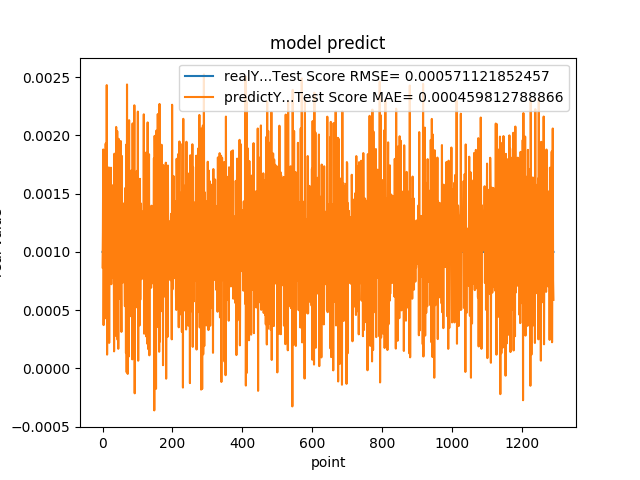 model predict
realY...Test Score RMSE= 0.000571121852457
predictY...Test Score MAE= 0.000459812788866
0.0025
0.0020
0.0015
0.0010
0.0005
0.0000
−0.0005
0 200 400 600 800 1000 1200
point